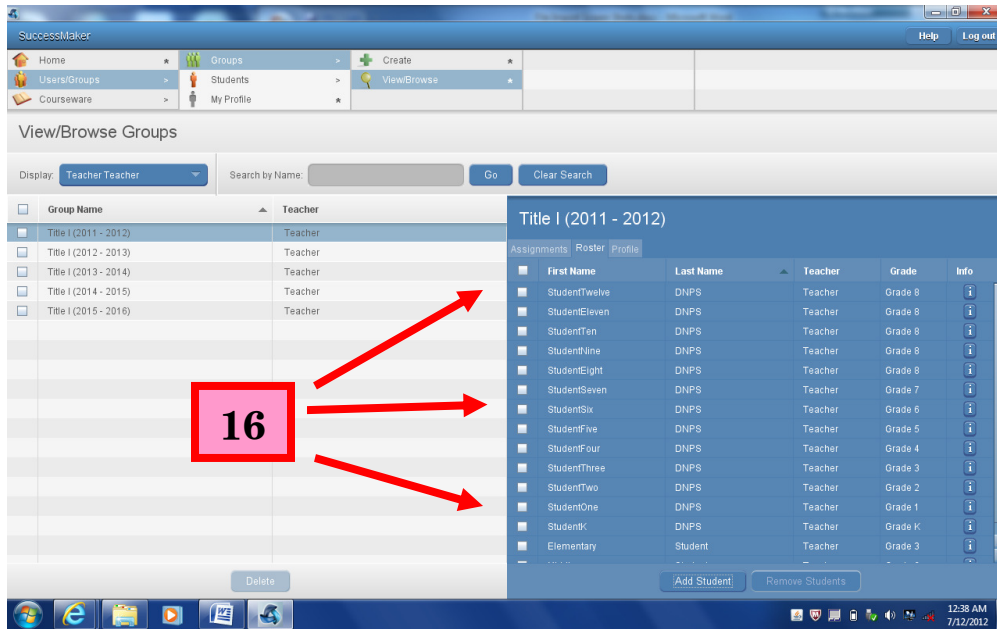 SuccessMaker Help Log out
Home Groups > Create
Users/Groups > Students > View/Browse
Courseware > My Profile
View/Browse Groups
Display: Teacher Teacher Search by Name: Go Clear Search
Group Name Teacher
Title I (2011 - 2012) Teacher
Title I (2012 - 2013) Teacher
Title I (2013 - 2014) Teacher
Title I (2014 - 2015) Teacher
Title I (2015 - 2016) Teacher
16
Delete
Title I (2011 - 2012)
Assignments Roster Profile
First Name Last Name Teacher Grade Info
StudentTwelve DNPS Teacher Grade 8 i
StudentEleven DNPS Teacher Grade 8 i
StudentTen DNPS Teacher Grade 8 i
StudentNine DNPS Teacher Grade 8 i
StudentEight DNPS Teacher Grade 8 i
StudentSeven DNPS Teacher Grade 7 i
StudentSix DNPS Teacher Grade 6 i
StudentFive DNPS Teacher Grade 5 i
StudentFour DNPS Teacher Grade 4 i
StudentThree DNPS Teacher Grade 3 i
StudentTwo DNPS Teacher Grade 2 i
StudentOne DNPS Teacher Grade 1 i
StudentK DNPS Teacher Grade K i
Elementary Student Teacher Grade 3 i
Add Student Remove Students
12:38 AM
7/12/2012